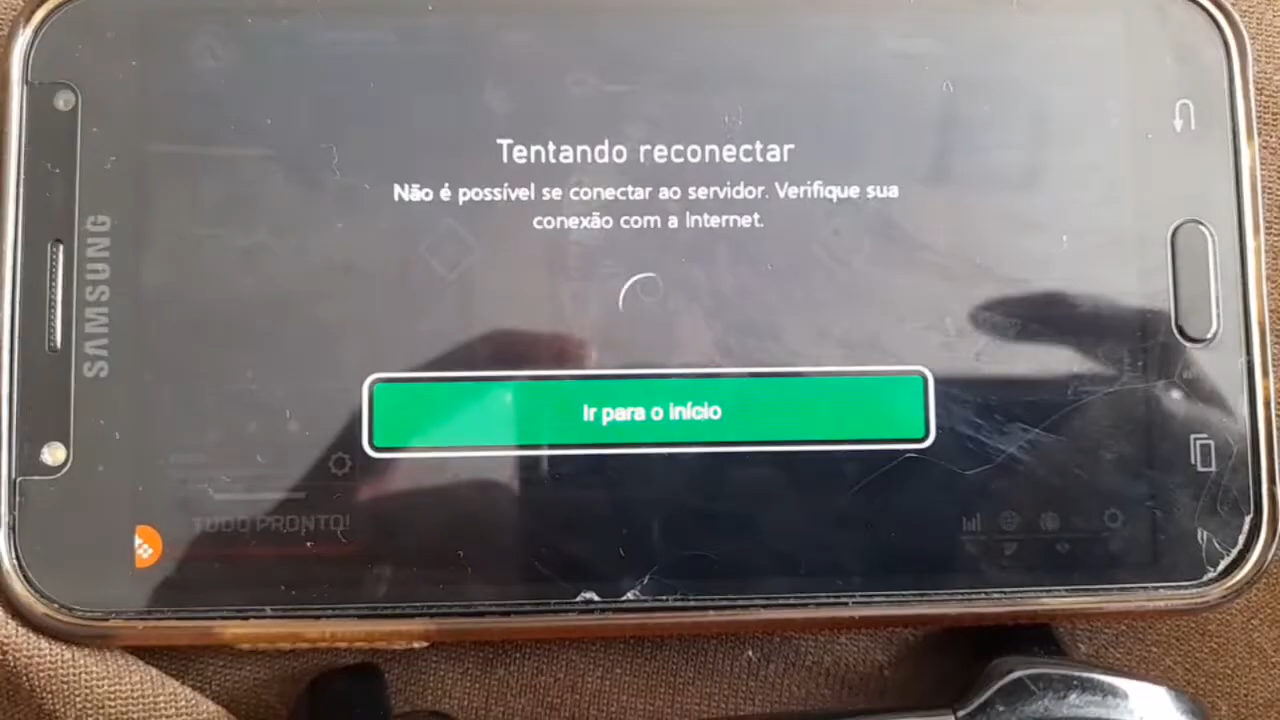 Tentando reconectar
Não é possível se conectar ao servidor. Verifique sua
conexão com a Internet.
Ir para o início
SAMSUNG
TUDO PRONTO!